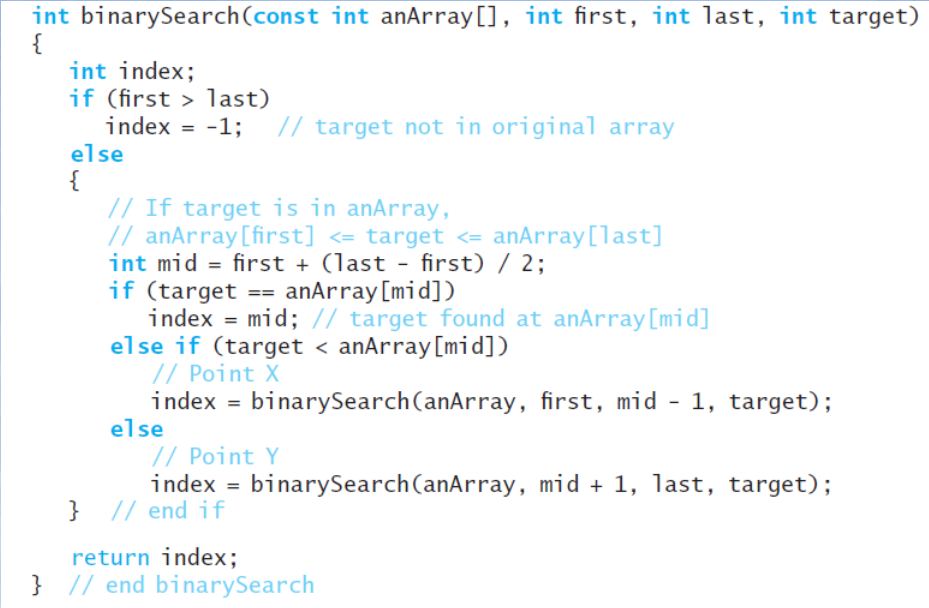 int binarySearch(const int anArray[], int first, int last, int target)
{
   int index;
   if (first > last)
      index = -1;   // target not in original array
   else
   {
      // If target is in anArray,
      // anArray[first] <= target <= anArray[last]
      int mid = first + (last - first) / 2;
      if (target == anArray[mid])
         index = mid; // target found at anArray[mid]
      else if (target < anArray[mid])
         // Point X
         index = binarySearch(anArray, first, mid - 1, target);
      else
         // Point Y
         index = binarySearch(anArray, mid + 1, last, target);
   }  // end if

   return index;
}  // end binarySearch